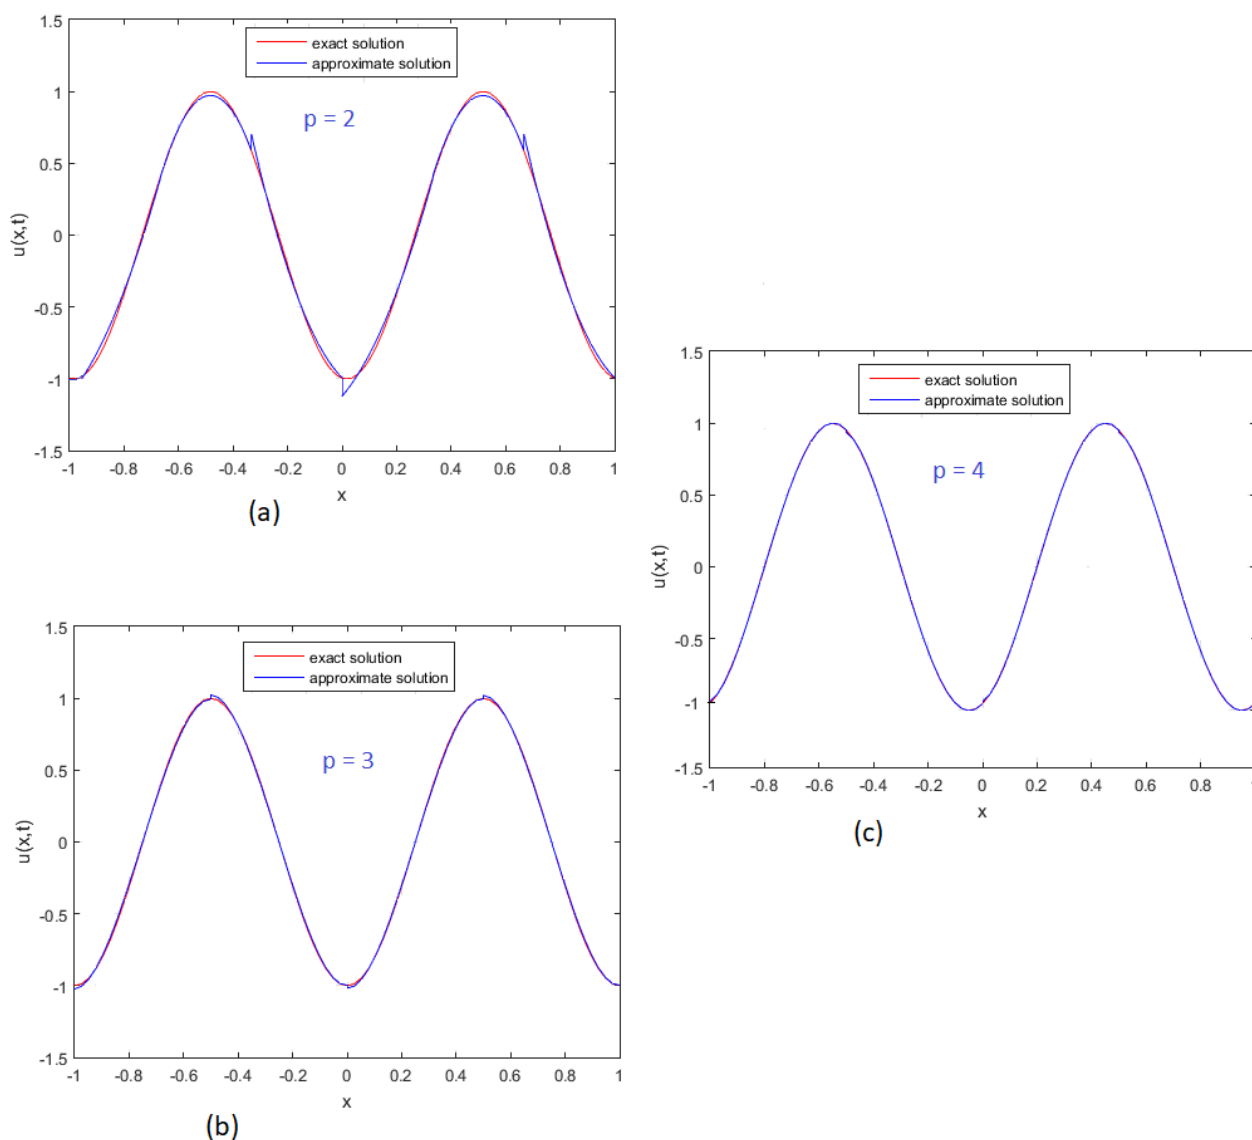 1.5
exact solution
approximate solution
1
p = 2
0.5
u(x,t)
0
-0.5
-1
-1.5
-1 -0.8 -0.6 -0.4 -0.2 0 0.2 0.4 0.6 0.8 1
x
(a)
1.5
exact solution
approximate solution
1
p = 4
0.5
u(x,t)
0
-0.5
-1
-1.5
-1 -0.8 -0.6 -0.4 -0.2 0 0.2 0.4 0.6 0.8 1
x
(c)
1.5
exact solution
approximate solution
1
p = 3
0.5
u(x,t)
0
-0.5
-1
-1.5
-1 -0.8 -0.6 -0.4 -0.2 0 0.2 0.4 0.6 0.8 1
x
(b)